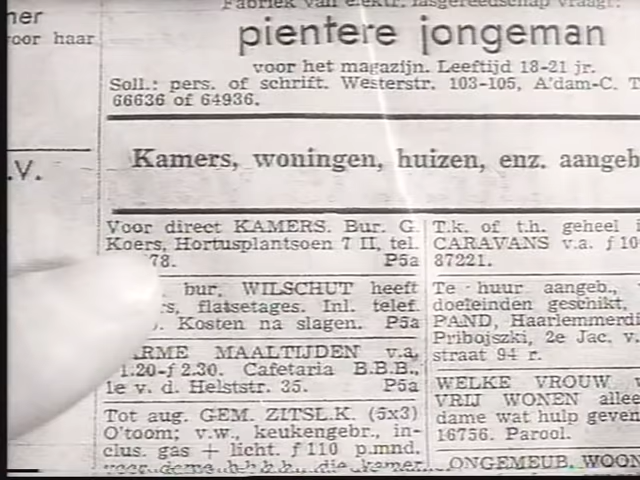 ner
oor haar
.V.
Fabriek van elektr. lasgereedschap vraagt:
pientere jongeman
voor het magazijn. Leeftijd 18-21 jr.
Soll.: pers. of schrift. Westerstr. 103-105, A'dam-C. T
66636 of 64936.
Kamers, woningen, huizen, enz. aangeb
Voor direct KAMERS. Bur. G.
Koers, Hortusplantsoen 7 II, tel.
78. P5a
bur. WILSCHUT heeft
s, flatsetages. Inl. telef.
. Kosten na slagen. P5a
ARME MAALTIJDEN v.a.
1.20-f 2.30. Cafetaria B.B.B.,
1e v. d. Helststr. 35. P5a
Tot aug. GEM. ZITSL.K. (5x3)
O'toom; v.w., keukengebr., in-
clus. gas + licht. f 110 p.mnd.
voor dame b.h.h., die kamer
T.k. of t.h. geheel i
CARAVANS v.a. f 10
87221.
Te huur aangeb.,
doeleinden geschikt,
PAND, Haarlemmerdi
Pribojszki, 2e Jac. v.
straat 94 r.
WELKE VROUW w
VRIJ WONEN allee
dame wat hulp geven
16756. Parool.
ONGEMEUB. WOON